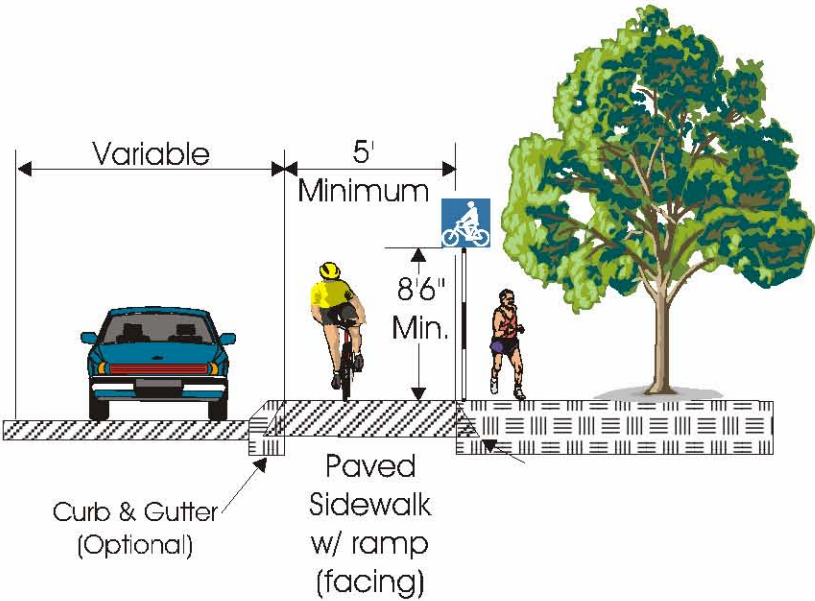 Variable
5'
Minimum
8'6"
Min.
Paved
Sidewalk
w/ ramp
(facing)
Curb & Gutter
(Optional)